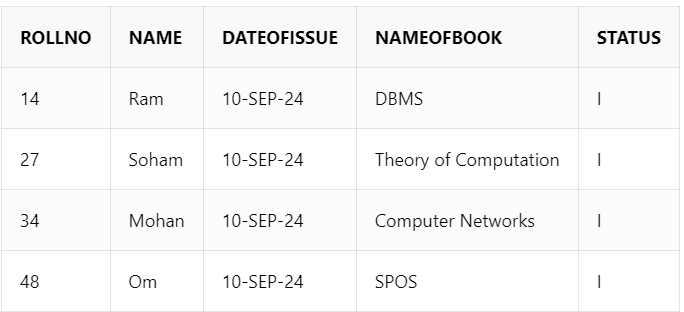 ROLLNO NAME DATEOFISSUE NAMEOFBOOK STATUS
14 Ram 10-SEP-24 DBMS I
27 Soham 10-SEP-24 Theory of Computation I
34 Mohan 10-SEP-24 Computer Networks I
48 Om 10-SEP-24 SPOS I